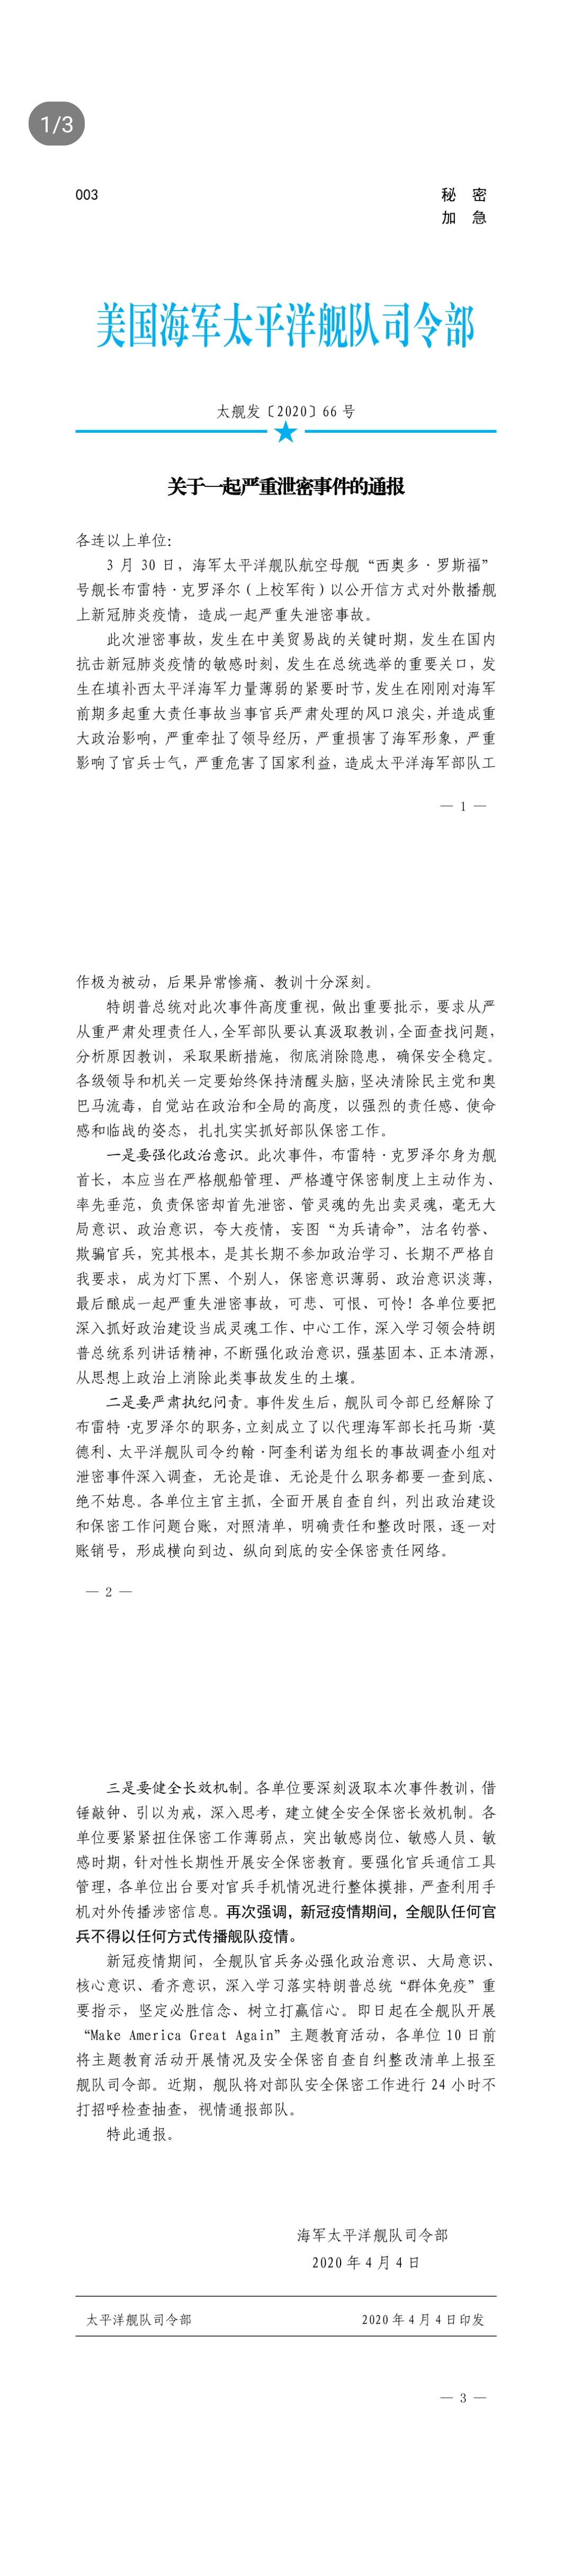 1/3
003
秘 密
加 急
美国海军太平洋舰队司令部
太舰发〔2020〕66 号
关于一起严重泄密事件的通报
各连以上单位:
3 月 30 日, 海军太平洋舰队航空母舰 “西奥多·罗斯福”
号舰长布雷特·克罗泽尔（上校军衔）以公开信方式对外散播舰
上新冠肺炎疫情, 造成一起严重失泄密事故。
此次泄密事故, 发生在中美贸易战的关键时期, 发生在国内
抗击新冠肺炎疫情的敏感时刻, 发生在总统选举的重要关口, 发
生在填补西太平洋海军力量薄弱的紧要时节, 发生在刚刚对海军
前期多起重大责任事故当事官兵严肃处理的风口浪尖, 并造成重
大政治影响, 严重牵扯了领导经历, 严重损害了海军形象, 严重
影响了官兵士气, 严重危害了国家利益, 造成太平洋海军部队工
— 1 —
作极为被动, 后果异常惨痛、教训十分深刻。
特朗普总统对此次事件高度重视, 做出重要批示, 要求从严
从重严肃处理责任人, 全军部队要认真汲取教训, 全面查找问题,
分析原因教训, 采取果断措施, 彻底消除隐患, 确保安全稳定。
各级领导和机关一定要始终保持清醒头脑, 坚决清除民主党和奥
巴马流毒, 自觉站在政治和全局的高度, 以强烈的责任感、使命
感和临战的姿态, 扎扎实实抓好部队保密工作。
一是要强化政治意识。此次事件, 布雷特·克罗泽尔身为舰
首长, 本应当在严格舰船管理、严格遵守保密制度上主动作为、
率先垂范, 负责保密却首先泄密、管灵魂的先出卖灵魂, 毫无大
局意识、政治意识, 夸大疫情, 妄图 “为兵请命”, 沽名钓誉、
欺骗官兵, 究其根本, 是其长期不参加政治学习、长期不严格自
我要求, 成为灯下黑、个别人, 保密意识薄弱、政治意识淡薄,
最后酿成一起严重失泄密事故, 可悲、可恨、可怜! 各单位要把
深入抓好政治建设当成灵魂工作、中心工作, 深入学习领会特朗
普总统系列讲话精神, 不断强化政治意识, 强基固本、正本清源,
从思想上政治上消除此类事故发生的土壤。
二是要严肃执纪问责。事件发生后, 舰队司令部已经解除了
布雷特·克罗泽尔的职务, 立刻成立了以代理海军部长托马斯·莫
德利、太平洋舰队司令约翰·阿奎利诺为组长的事故调查小组对
泄密事件深入调查, 无论是谁、无论是什么职务都要一查到底、
绝不姑息。各单位主官主抓, 全面开展自查自纠, 列出政治建设
和保密工作问题台账, 对照清单, 明确责任和整改时限, 逐一对
账销号, 形成横向到边、纵向到底的安全保密责任网络。
— 2 —
三是要健全长效机制。各单位要深刻汲取本次事件教训, 借
锤敲钟、引以为戒, 深入思考, 建立健全安全保密长效机制。各
单位要紧紧扭住保密工作薄弱点, 突出敏感岗位、敏感人员、敏
感时期, 针对性长期性开展安全保密教育。要强化官兵通信工具
管理, 各单位出台要对官兵手机情况进行整体摸排, 严查利用手
机对外传播涉密信息。再次强调, 新冠疫情期间, 全舰队任何官
兵不得以任何方式传播舰队疫情。
新冠疫情期间, 全舰队官兵务必强化政治意识、大局意识、
核心意识、看齐意识, 深入学习落实特朗普总统 “群体免疫” 重
要指示, 坚定必胜信念、树立打赢信心。即日起在全舰队开展
“Make America Great Again” 主题教育活动, 各单位 10 日前
将主题教育活动开展情况及安全保密自查自纠整改清单上报至
舰队司令部。近期, 舰队将对部队安全保密工作进行 24 小时不
打招呼检查抽查, 视情通报部队。
特此通报。
海军太平洋舰队司令部
2020 年 4 月 4 日
太平洋舰队司令部 2020 年 4 月 4 日印发
— 3 —